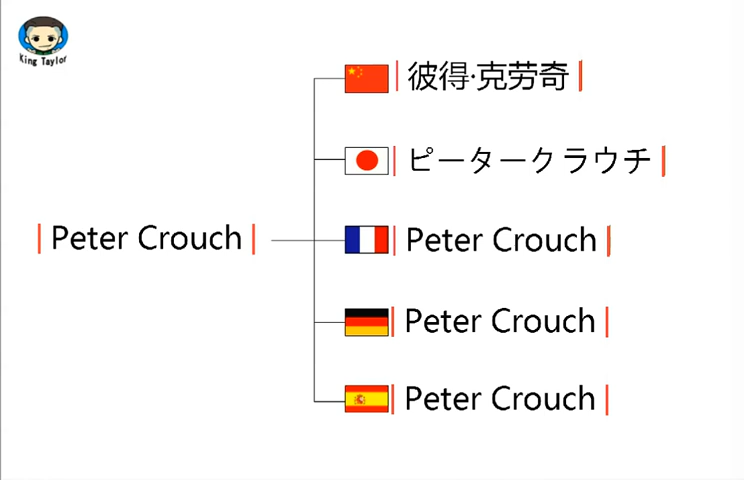 King Taylor
彼得·克劳奇
ピータークラウチ
Peter Crouch
Peter Crouch
Peter Crouch
Peter Crouch